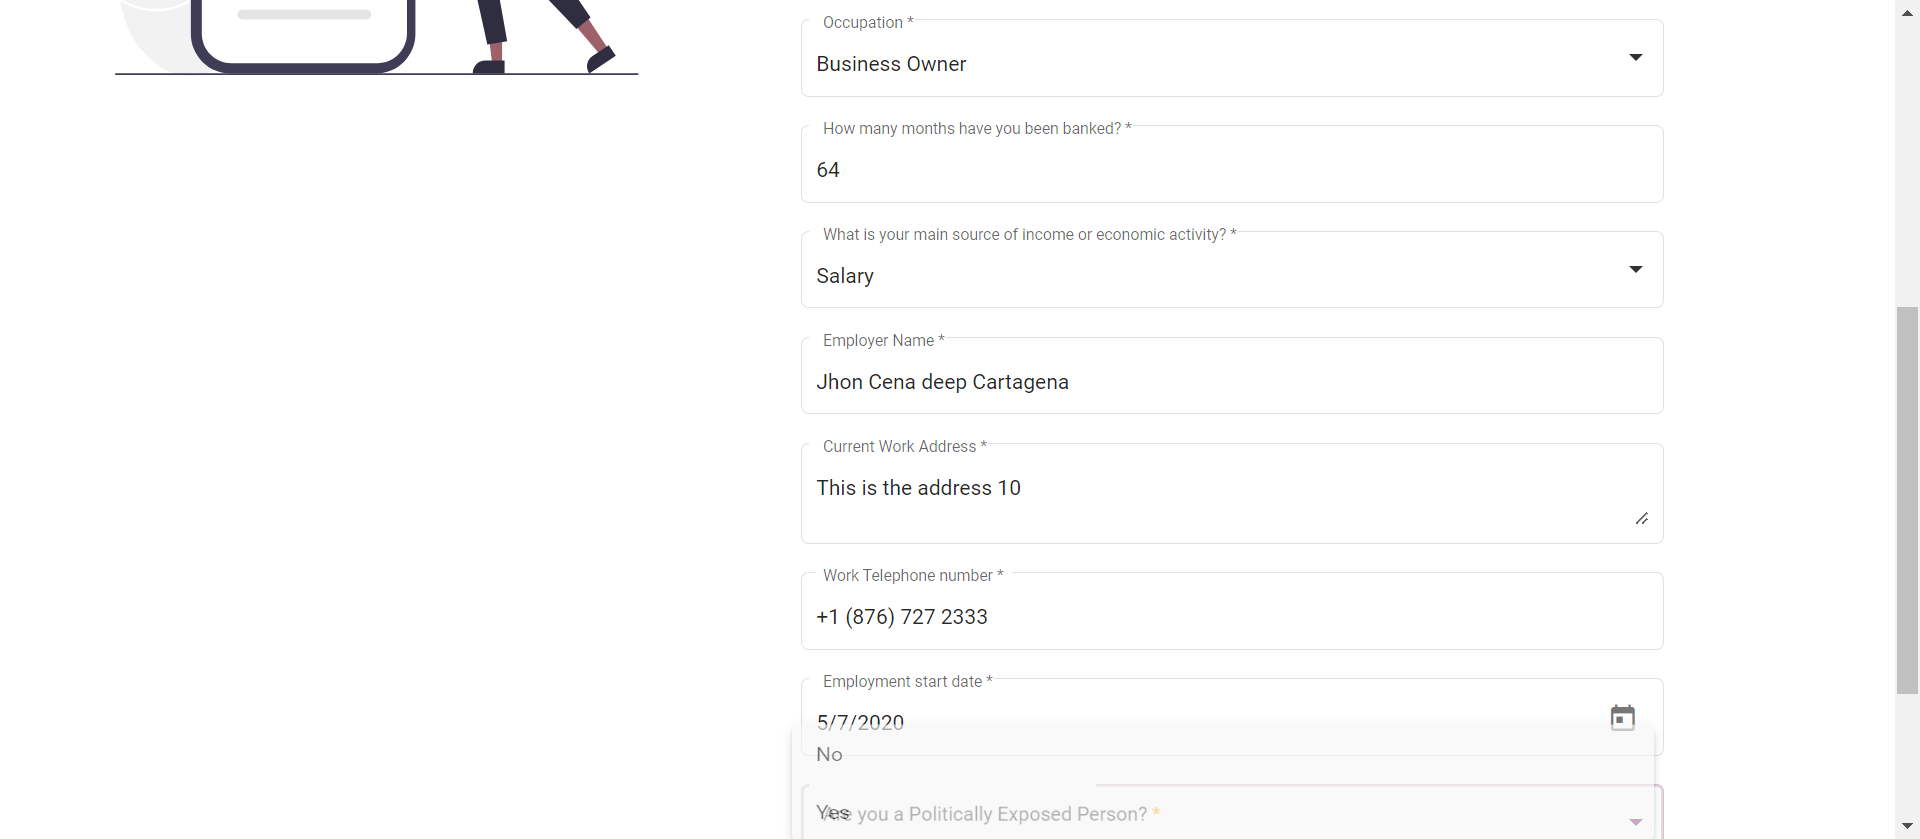 Occupation *
Business Owner
How many months have you been banked? *
64
What is your main source of income or economic activity? *
Salary
Employer Name *
Jhon Cena deep Cartagena
Current Work Address *
This is the address 10
Work Telephone number *
+1 (876) 727 2333
Employment start date *
5/7/2020
No
Yes
Are you a Politically Exposed Person? *